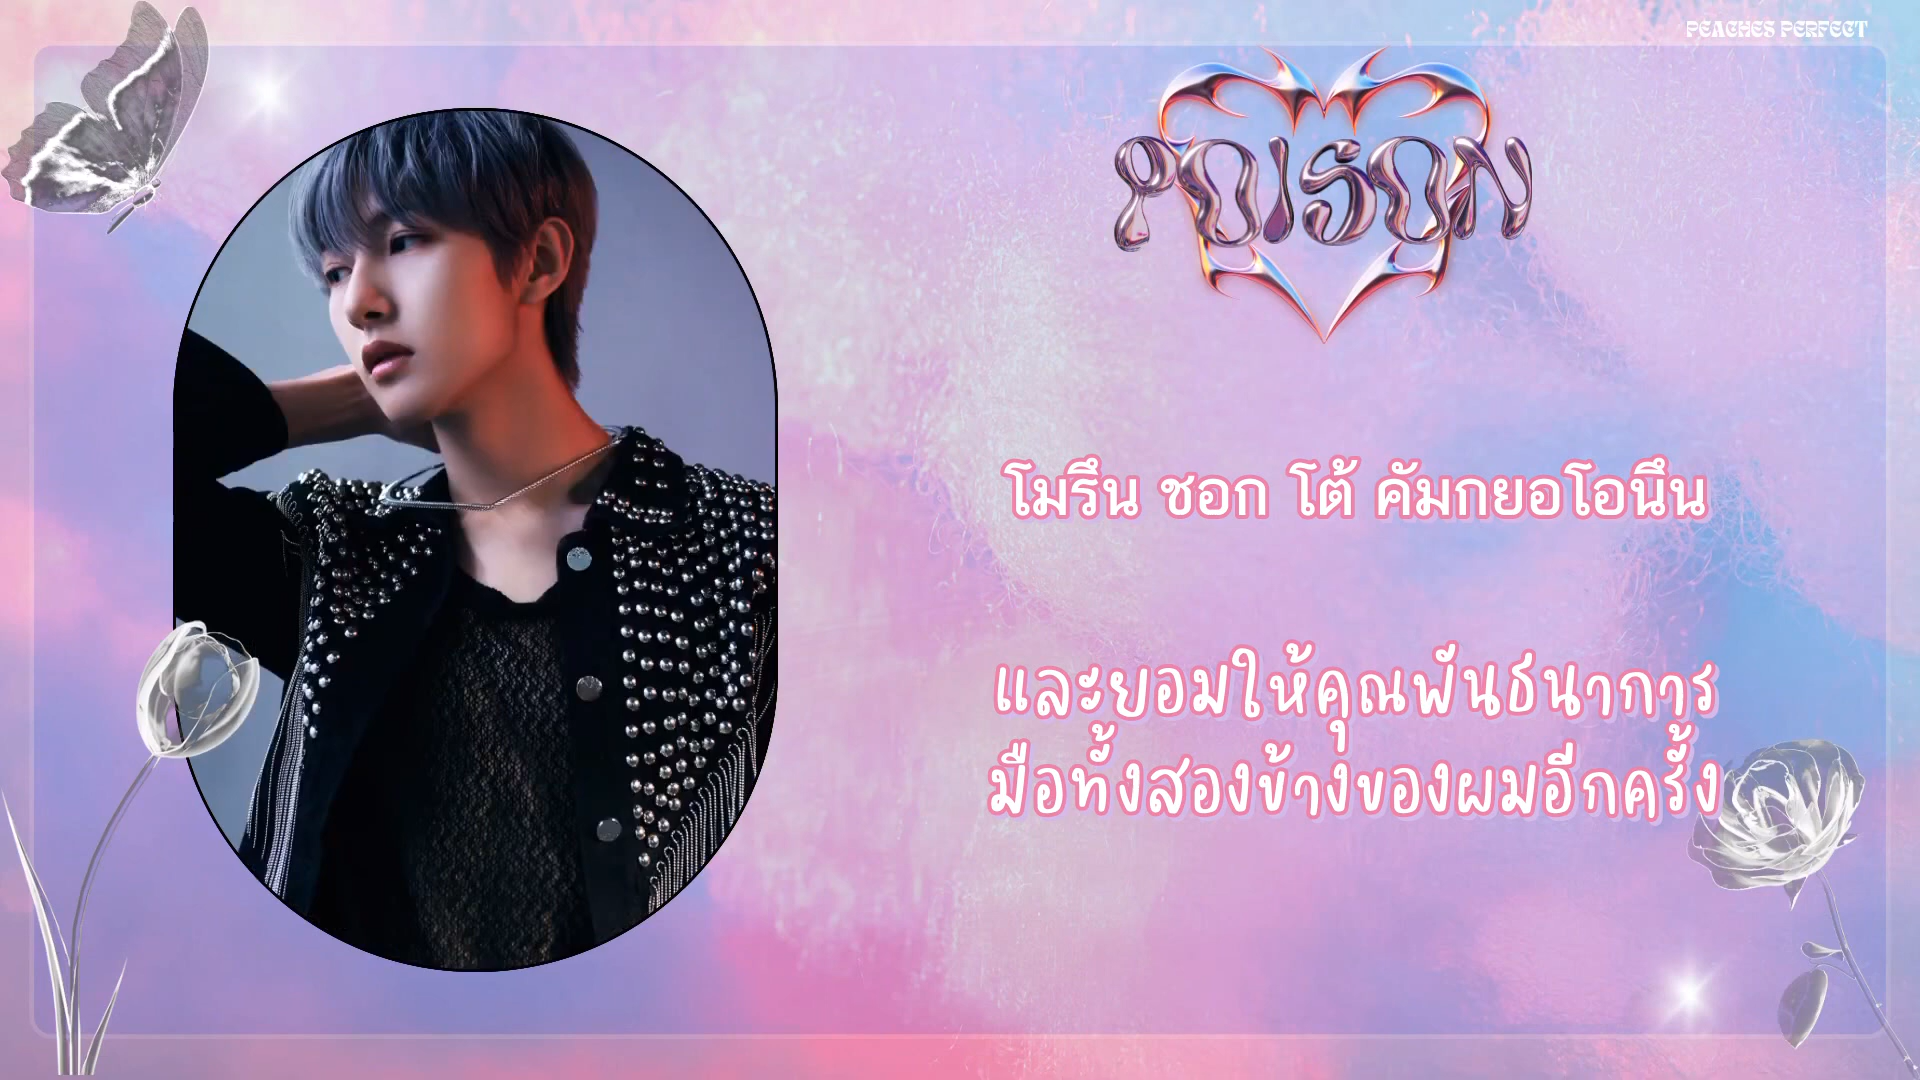 PEACHES PERFECT
POISON
โมรึน ชอก โต้ คัมกยอโอนึน
และยอมให้คุณพันธนาการ
มือทั้งสองข้างของผมอีกครั้ง